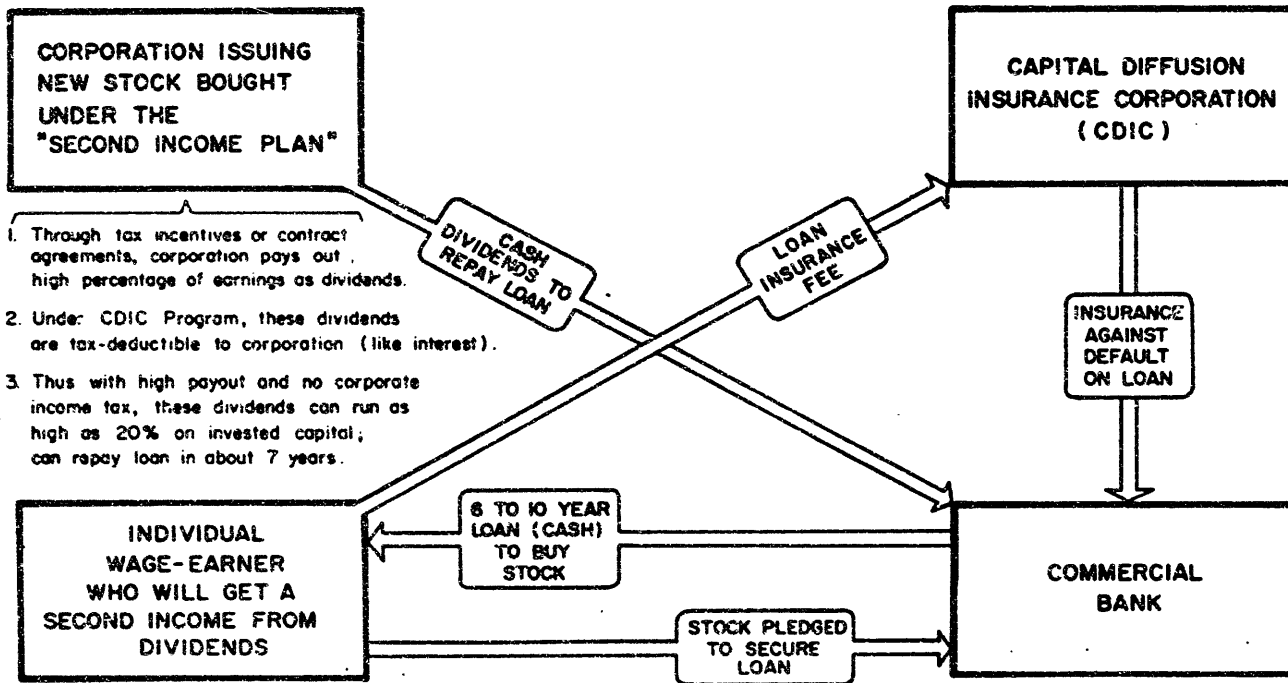 CORPORATION ISSUING
NEW STOCK BOUGHT
UNDER THE
"SECOND INCOME PLAN"
CAPITAL DIFFUSION
INSURANCE CORPORATION
(CDIC)
1. Through tax incentives or contract
agreements, corporation pays out
high percentage of earnings as dividends.
2. Under CDIC Program, these dividends
are tax-deductible to corporation (like interest).
3. Thus with high payout and no corporate
income tax, these dividends can run as
high as 20% on invested capital;
can repay loan in about 7 years.
CASH
DIVIDENDS TO
REPAY LOAN
LOAN
INSURANCE
FEE
INSURANCE
AGAINST
DEFAULT
ON LOAN
INDIVIDUAL
WAGE-EARNER
WHO WILL GET A
SECOND INCOME FROM
DIVIDENDS
6 TO 10 YEAR
LOAN (CASH)
TO BUY
STOCK
STOCK PLEDGED
TO SECURE
LOAN
COMMERCIAL
BANK